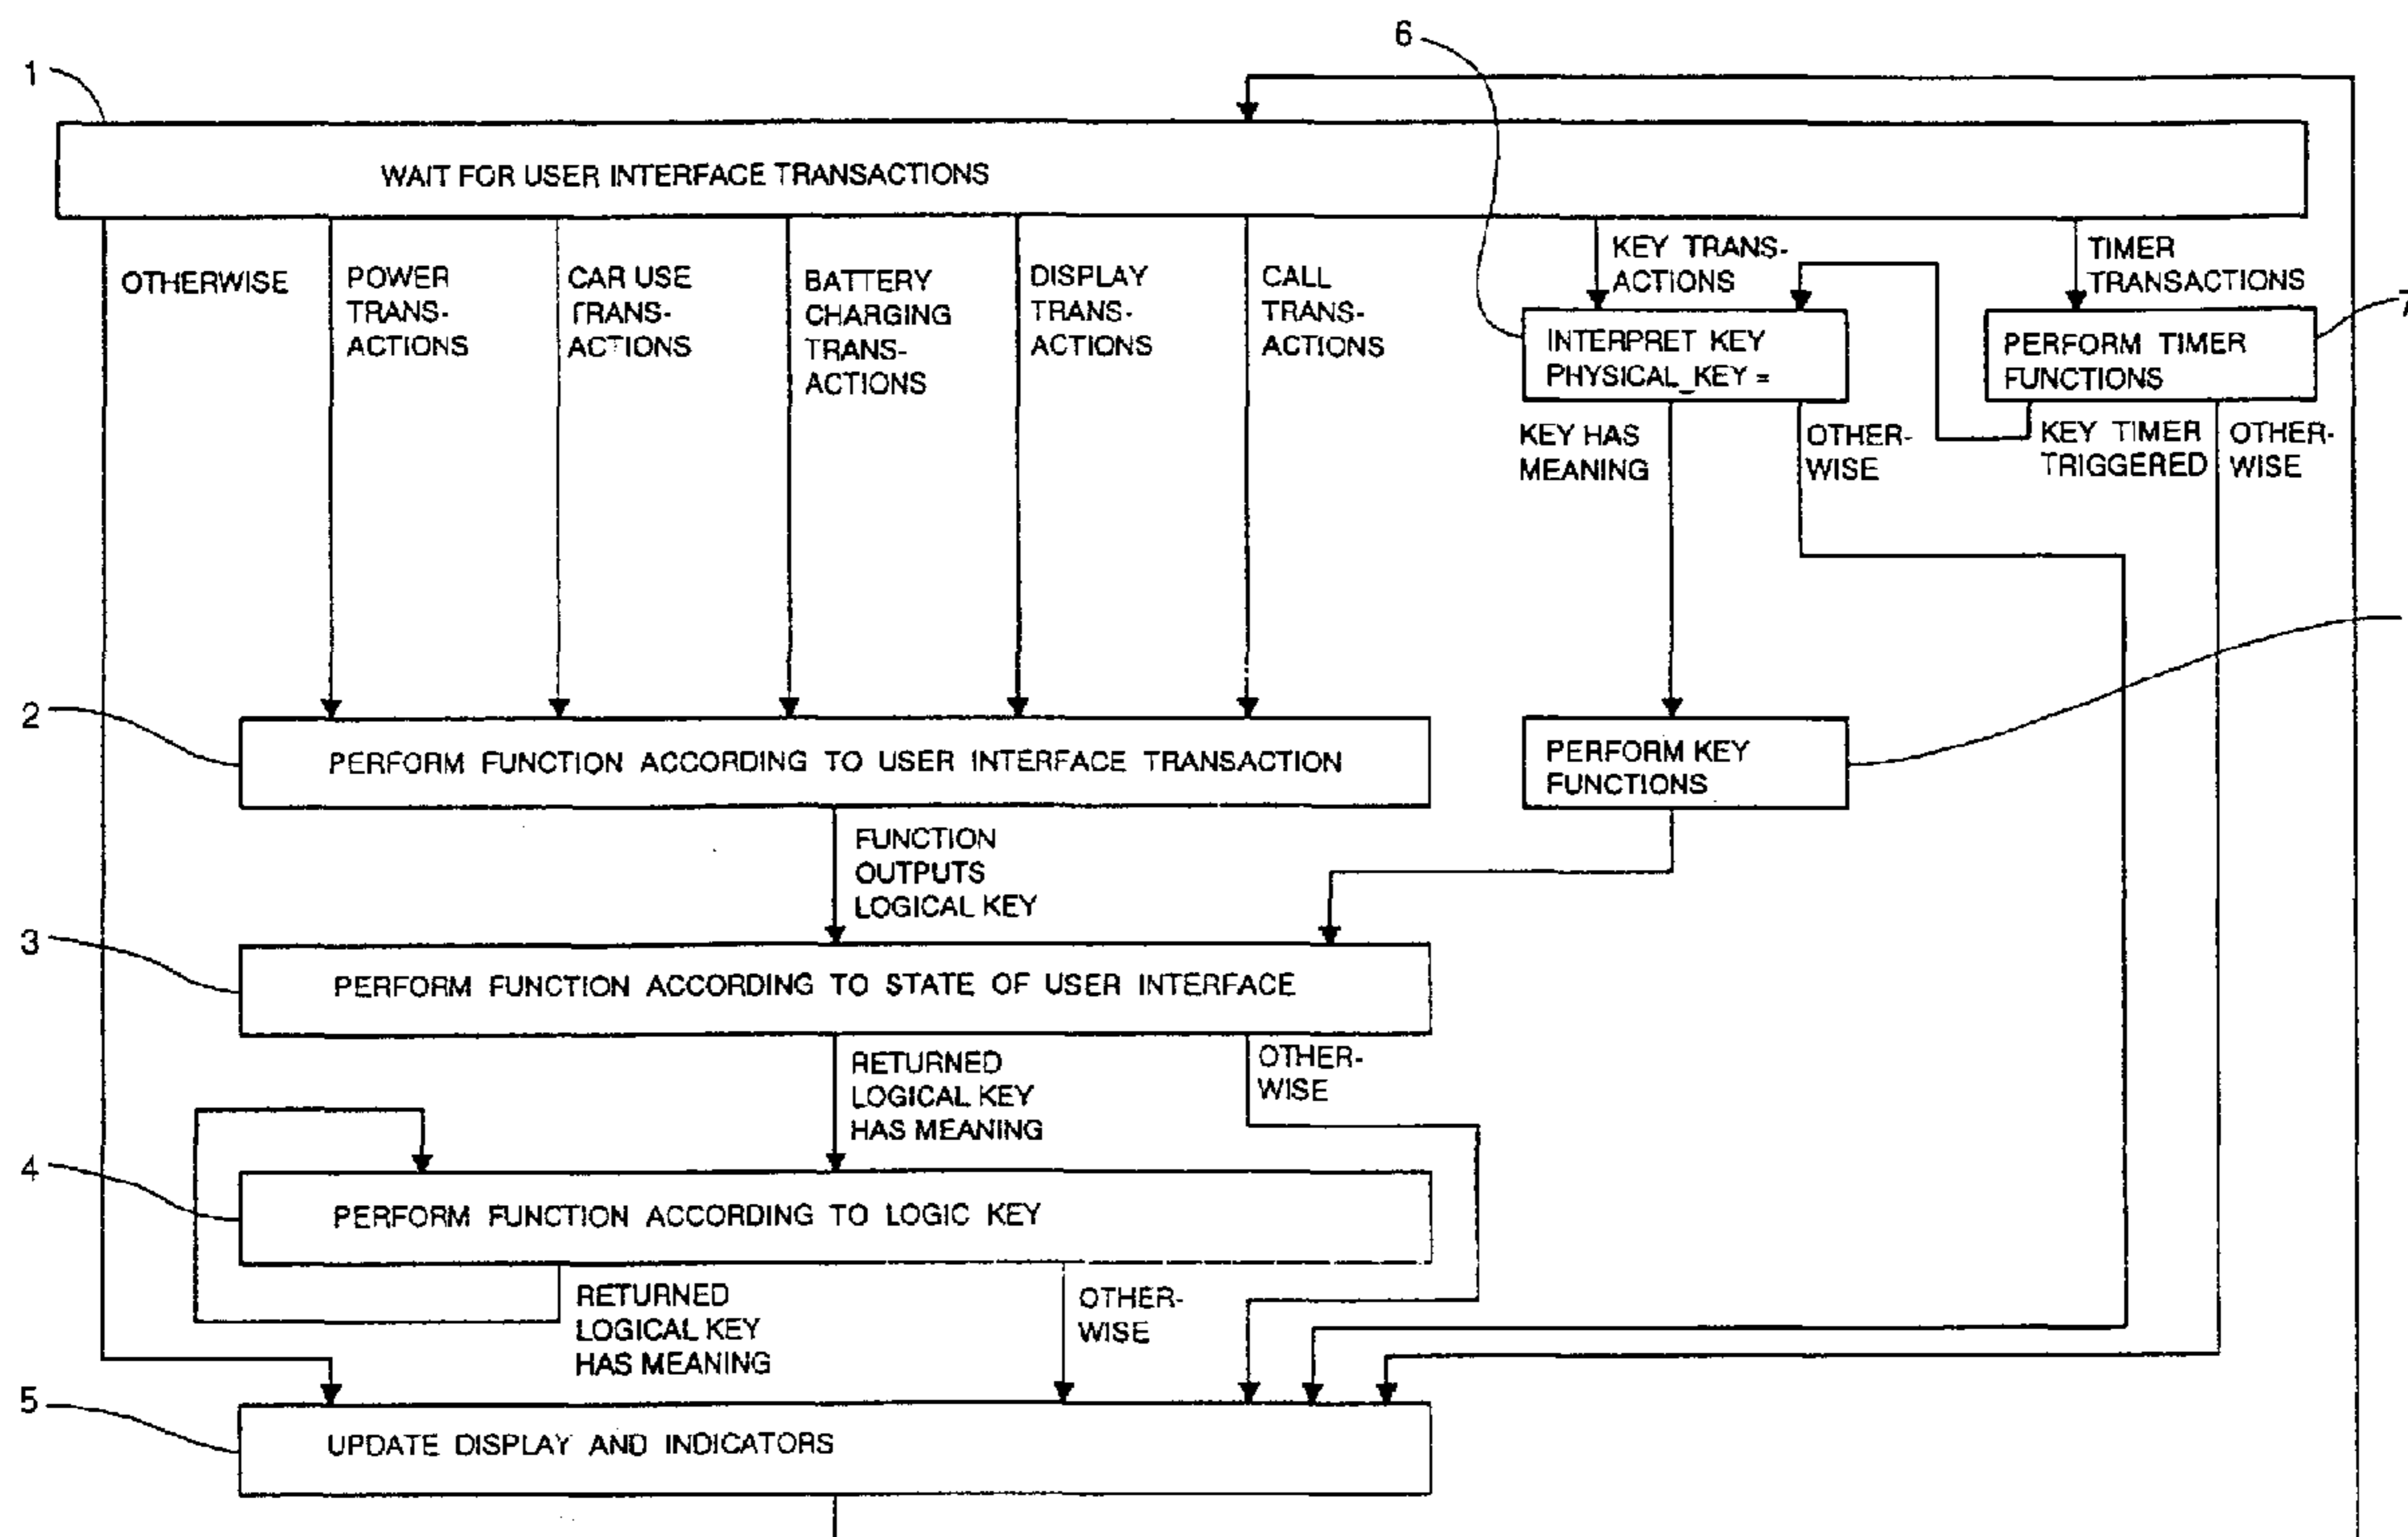 6
1
WAIT FOR USER INTERFACE TRANSACTIONS
OTHERWISE
POWER
TRANS-
ACTIONS
CAR USE
TRANS-
ACTIONS
BATTERY
CHARGING
TRANS-
ACTIONS
DISPLAY
TRANS-
ACTIONS
CALL
TRANS-
ACTIONS
KEY TRANS-
ACTIONS
TIMER
TRANSACTIONS
7
INTERPRET KEY
PHYSICAL_KEY =
PERFORM TIMER
FUNCTIONS
KEY HAS
MEANING
OTHER-
WISE
KEY TIMER
TRIGGERED
OTHER-
WISE
2
PERFORM FUNCTION ACCORDING TO USER INTERFACE TRANSACTION
PERFORM KEY
FUNCTIONS
FUNCTION
OUTPUTS
LOGICAL KEY
3
PERFORM FUNCTION ACCORDING TO STATE OF USER INTERFACE
RETURNED
LOGICAL KEY
HAS MEANING
OTHER-
WISE
4
PERFORM FUNCTION ACCORDING TO LOGIC KEY
RETURNED
LOGICAL KEY
HAS MEANING
OTHER-
WISE
5
UPDATE DISPLAY AND INDICATORS